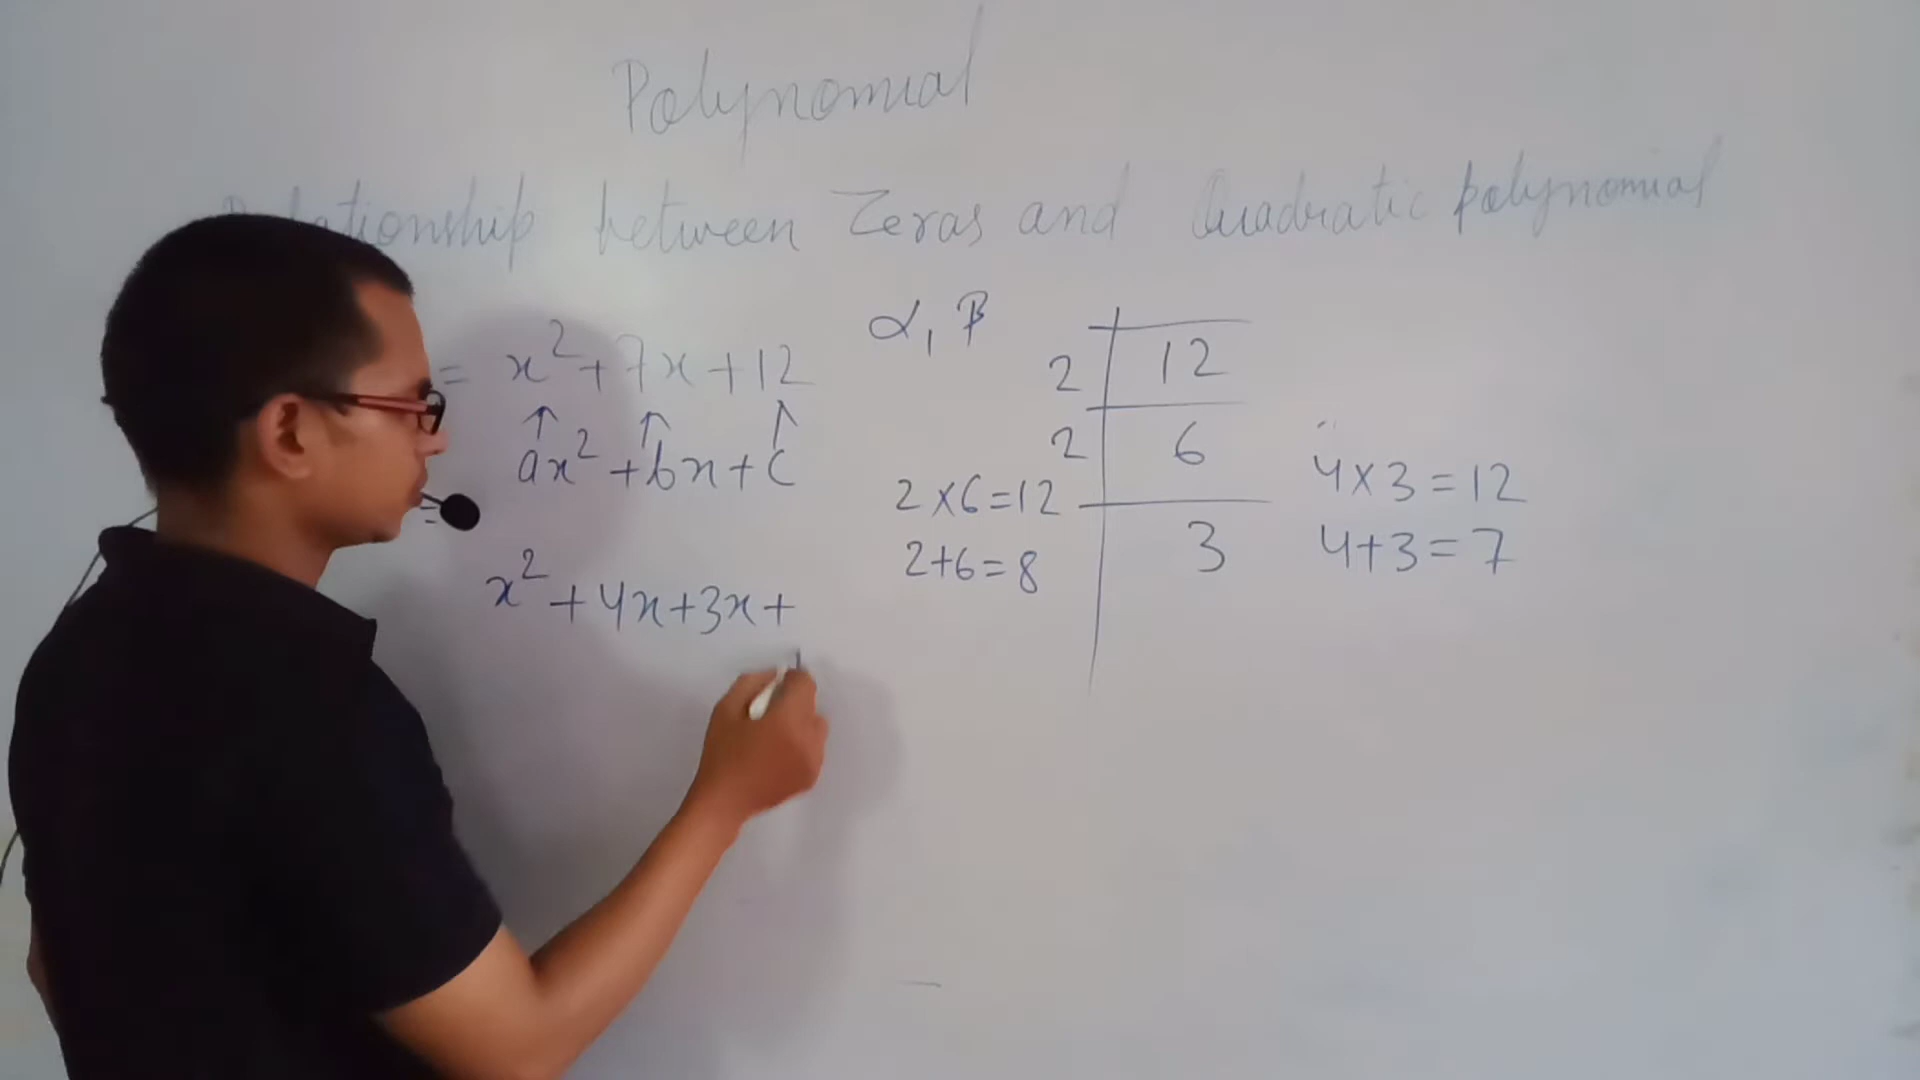 Polynomial
Relationship between Zeros and Quadratic polynomial
= x² + 7x + 12
α, β
ax² + bx + c
2 | 12
2 | 6
3
2 × 6 = 12
2 + 6 = 8
4 × 3 = 12
4 + 3 = 7
x² + 4x + 3x +